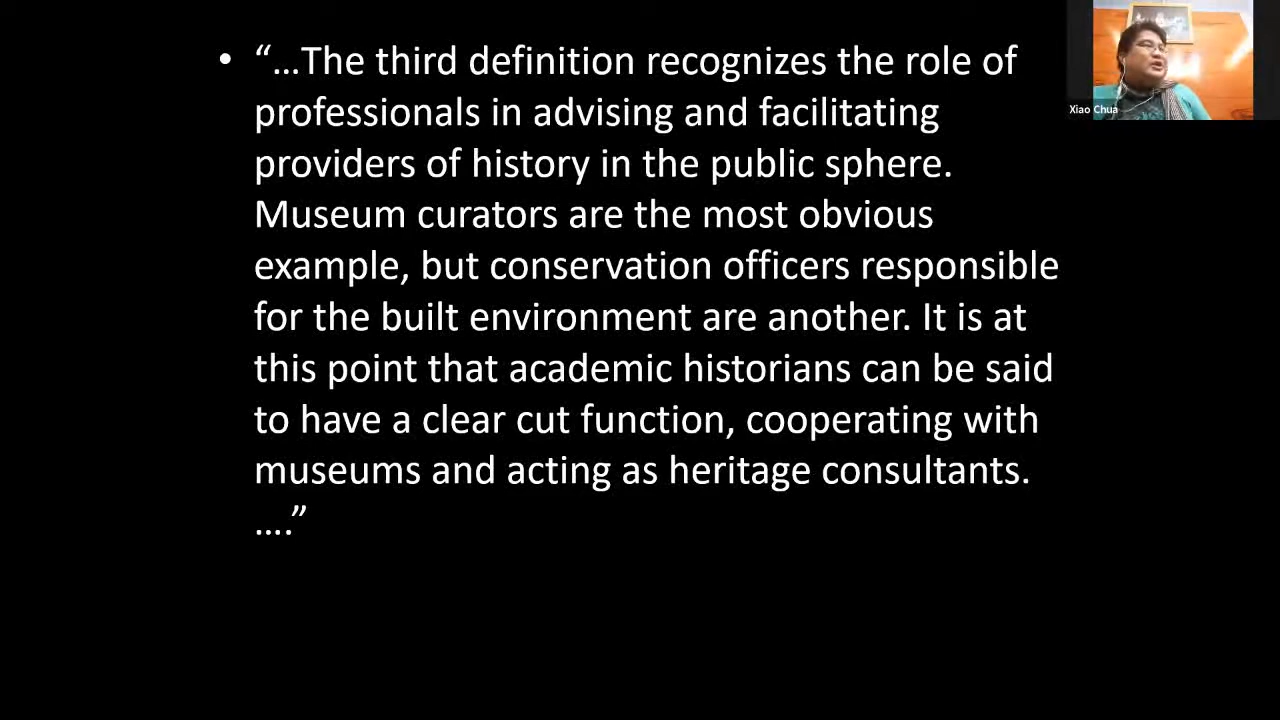 • “...The third definition recognizes the role of
professionals in advising and facilitating
providers of history in the public sphere.
Museum curators are the most obvious
example, but conservation officers responsible
for the built environment are another. It is at
this point that academic historians can be said
to have a clear cut function, cooperating with
museums and acting as heritage consultants.
....”
Xiao Chua